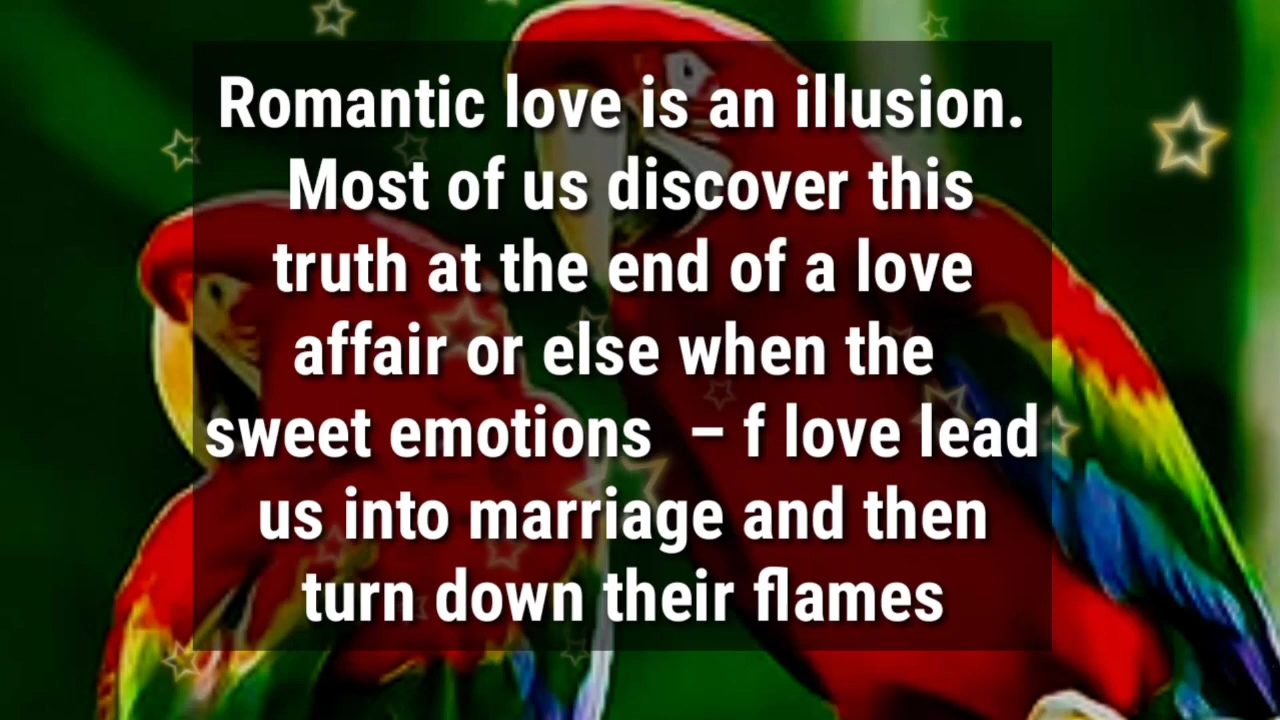 Romantic love is an illusion.
Most of us discover this
truth at the end of a love
affair or else when the
sweet emotions – f love lead
us into marriage and then
turn down their flames